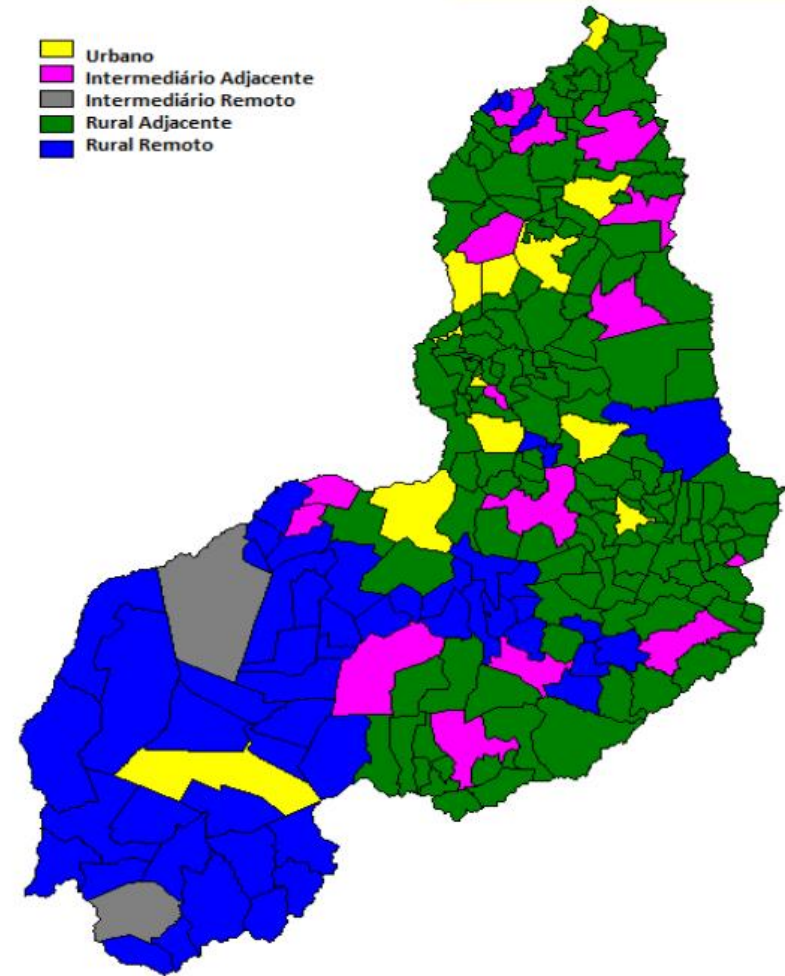 Urbano
Intermediário Adjacente
Intermediário Remoto
Rural Adjacente
Rural Remoto